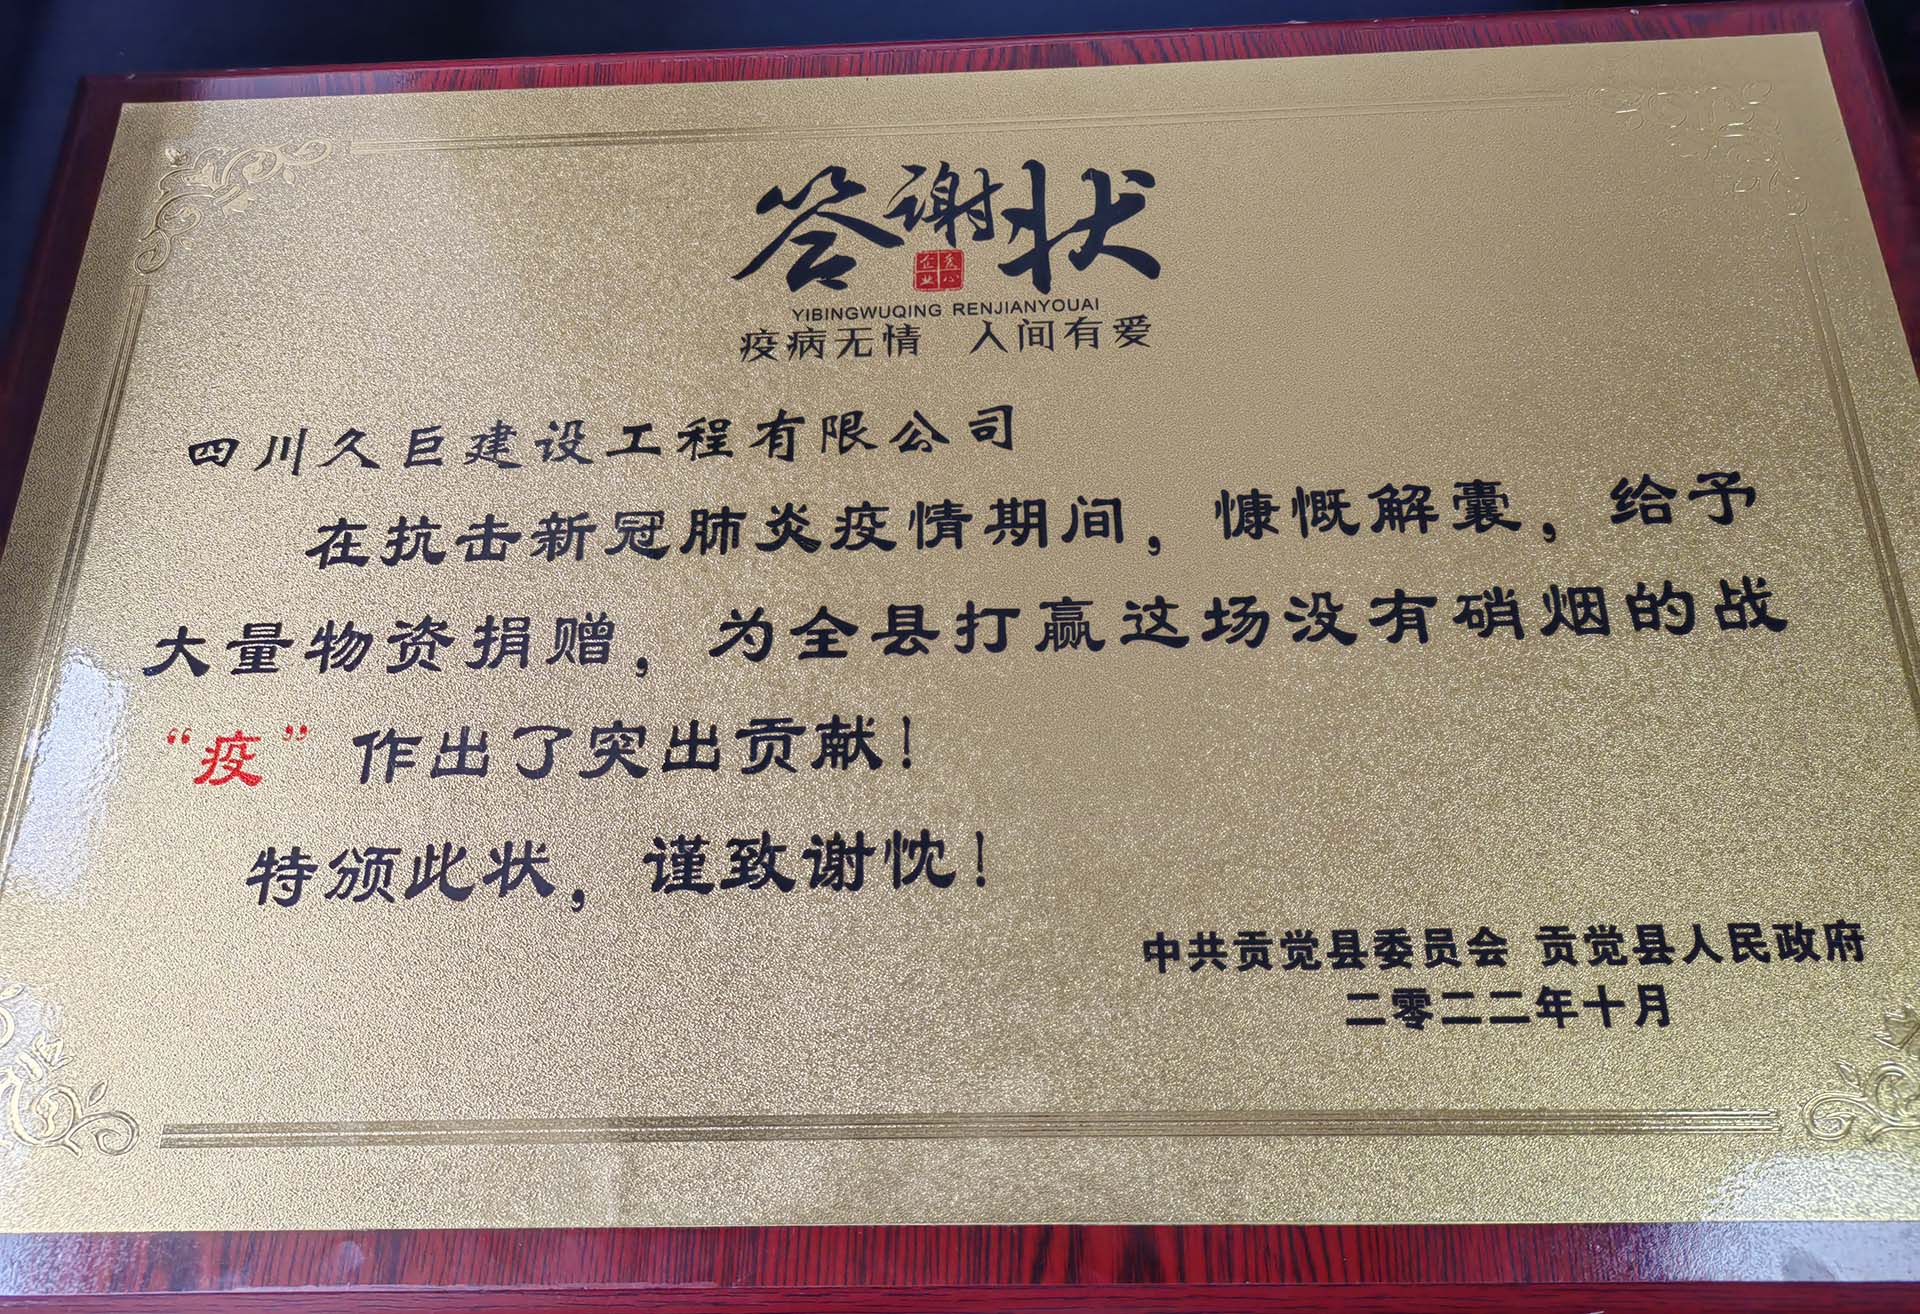 答谢状
爱心企业
YIBINGWUQING RENJIANYOUAI
疫病无情 人间有爱
四川久巨建设工程有限公司
在抗击新冠肺炎疫情期间，慷慨解囊，给予
大量物资捐赠，为全县打赢这场没有硝烟的战
“疫”作出了突出贡献！
特颁此状，谨致谢忱！
中共贡觉县委员会 贡觉县人民政府
二零二二年十月